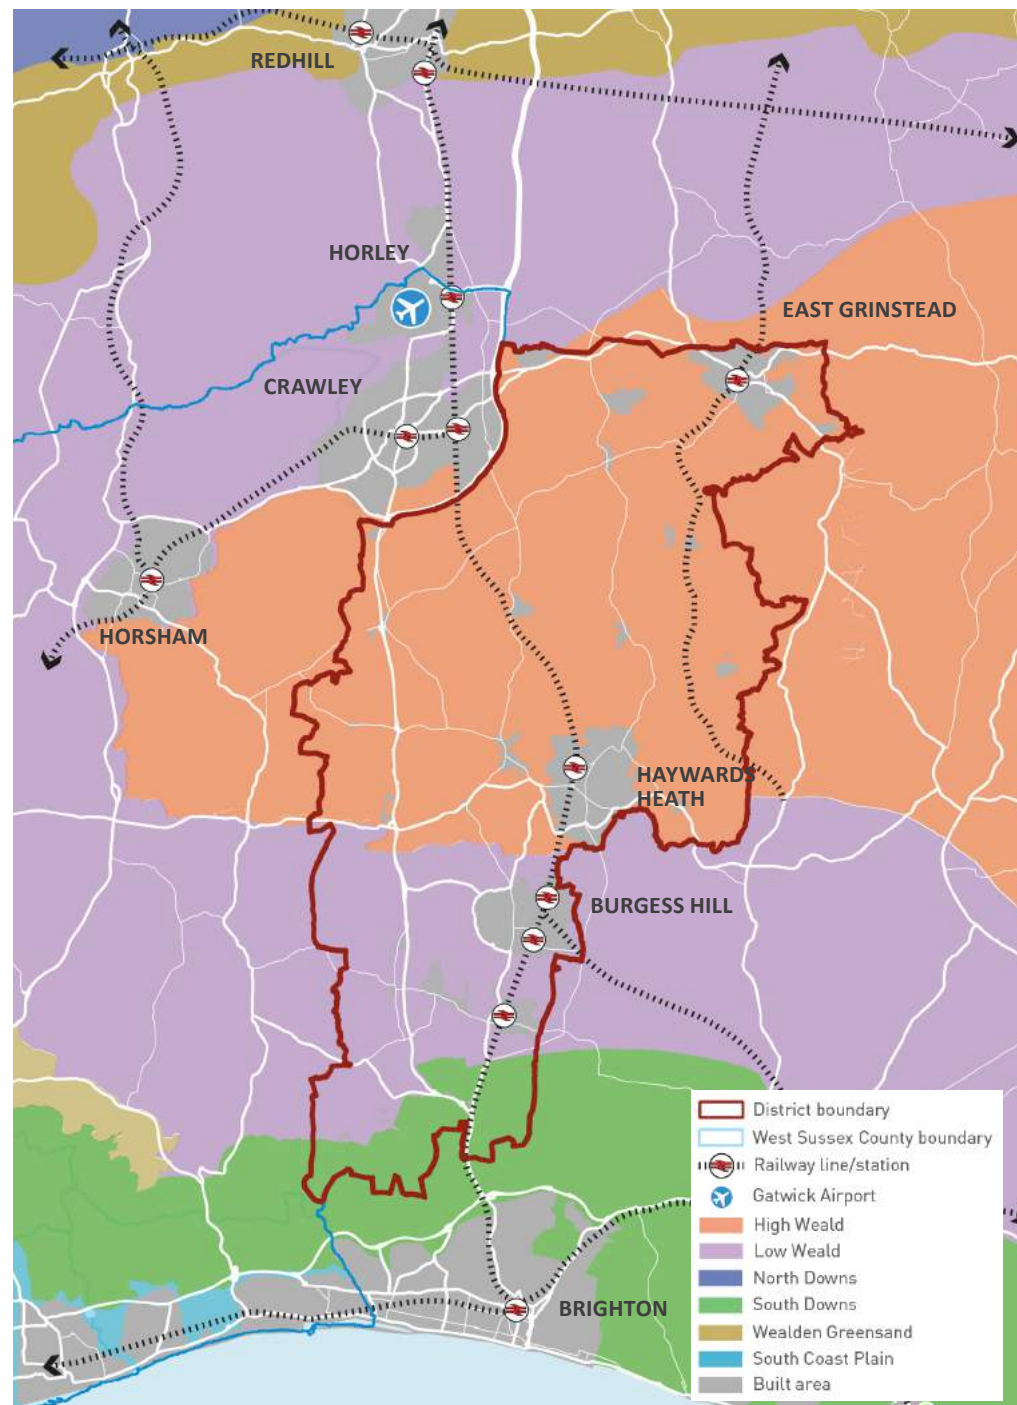 REDHILL
HORLEY
EAST GRINSTEAD
CRAWLEY
HORSHAM
HAYWARDS
HEATH
BURGESS HILL
BRIGHTON
District boundary
West Sussex County boundary
Railway line/station
Gatwick Airport
High Weald
Low Weald
North Downs
South Downs
Wealden Greensand
South Coast Plain
Built area